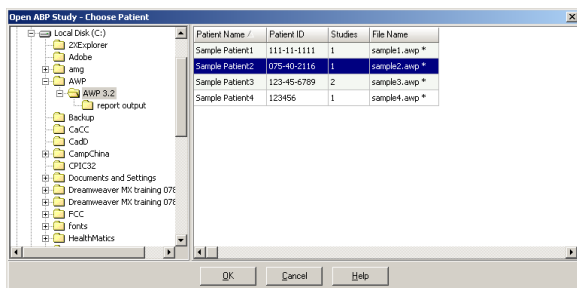 Open ABP Study - Choose Patient
Local Disk (C:)
2XExplorer
Adobe
amg
AWP
AWP 3.2
report output
Backup
CaCC
CadD
CampChina
CPIC32
Documents and Settings
Dreamweaver MX training 078
Dreamweaver MX training 078
FCC
fonts
HealthMatics
Patient Name / Patient ID Studies File Name
Sample Patient1 111-11-1111 1 sample1.awp *
Sample Patient2 075-40-2116 1 sample2.awp *
Sample Patient3 123-45-6789 2 sample3.awp *
Sample Patient4 123456 1 sample4.awp *
OK Cancel Help